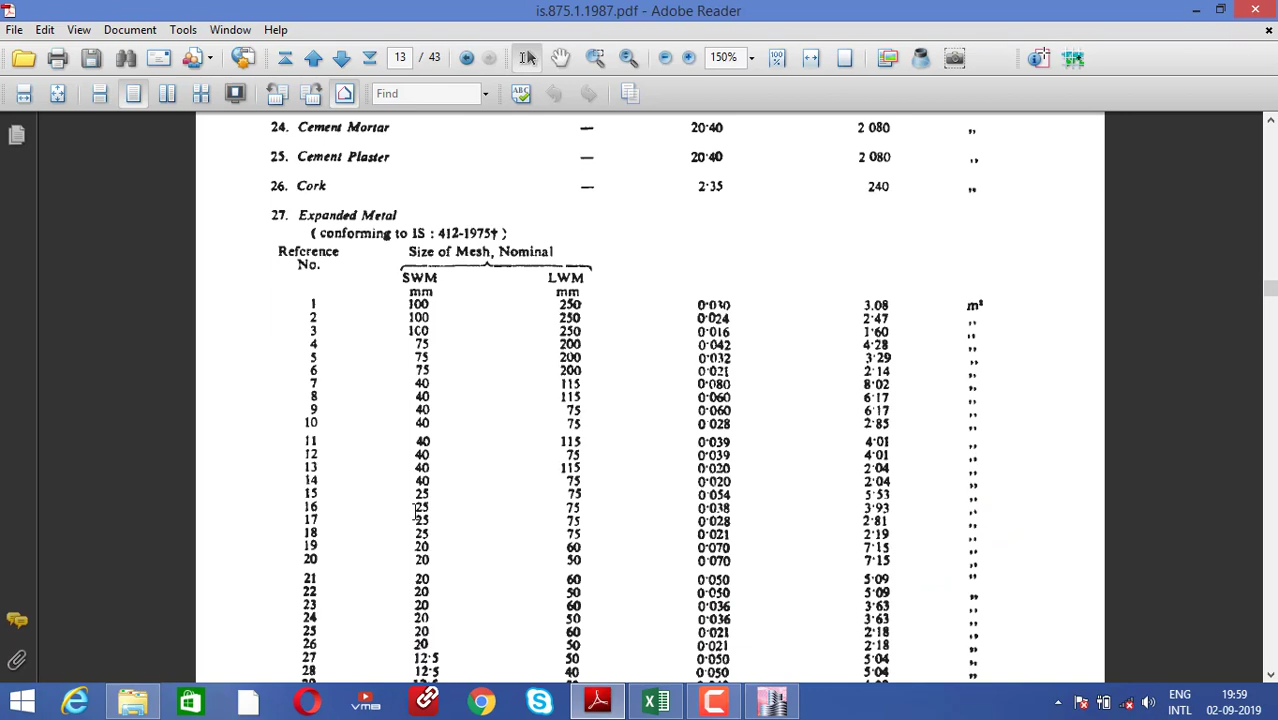 is.875.1.1987.pdf - Adobe Reader
File Edit View Document Tools Window Help
13 / 43 150%
Find
24. Cement Mortar — 20·40 2 080 ,,
25. Cement Plaster — 20·40 2 080 ,,
26. Cork — 2·35 240 ,,
27. Expanded Metal
( conforming to IS : 412-1975† )
Reference Size of Mesh, Nominal
No.
SWM LWM
mm mm
1 100 250 0·030 3.08 m²
2 100 250 0·024 2·47 ,,
3 100 250 0·016 1·60 ,,
4 75 200 0·042 4·28 ,,
5 75 200 0·032 3·29 ,,
6 75 200 0·021 2·14 ,,
7 40 115 0·080 8·02 ,,
8 40 115 0·060 6·17 ,,
9 40 75 0·060 6·17 ,,
10 40 75 0·028 2·85 ,,
11 40 115 0·039 4·01 ,,
12 40 75 0·039 4·01 ,,
13 40 115 0·020 2·04 ,,
14 40 75 0·020 2·04 ,,
15 25 75 0·054 5·53 ,,
16 25 75 0·038 3·93 ,,
17 25 75 0·028 2·81 ,,
18 25 75 0·021 2·19 ,,
19 20 60 0·070 7·15 ,,
20 20 50 0·070 7·15 ,,
21 20 60 0·050 5·09 ,,
22 20 50 0·050 5·09 ,,
23 20 60 0·036 3·63 ,,
24 20 50 0·036 3·63 ,,
25 20 60 0·021 2·18 ,,
26 20 50 0·021 2·18 ,,
27 12·5 50 0·050 5·04 ,,
28 12·5 40 0·050 5·04 ,,
ENG 19:59
INTL 02-09-2019